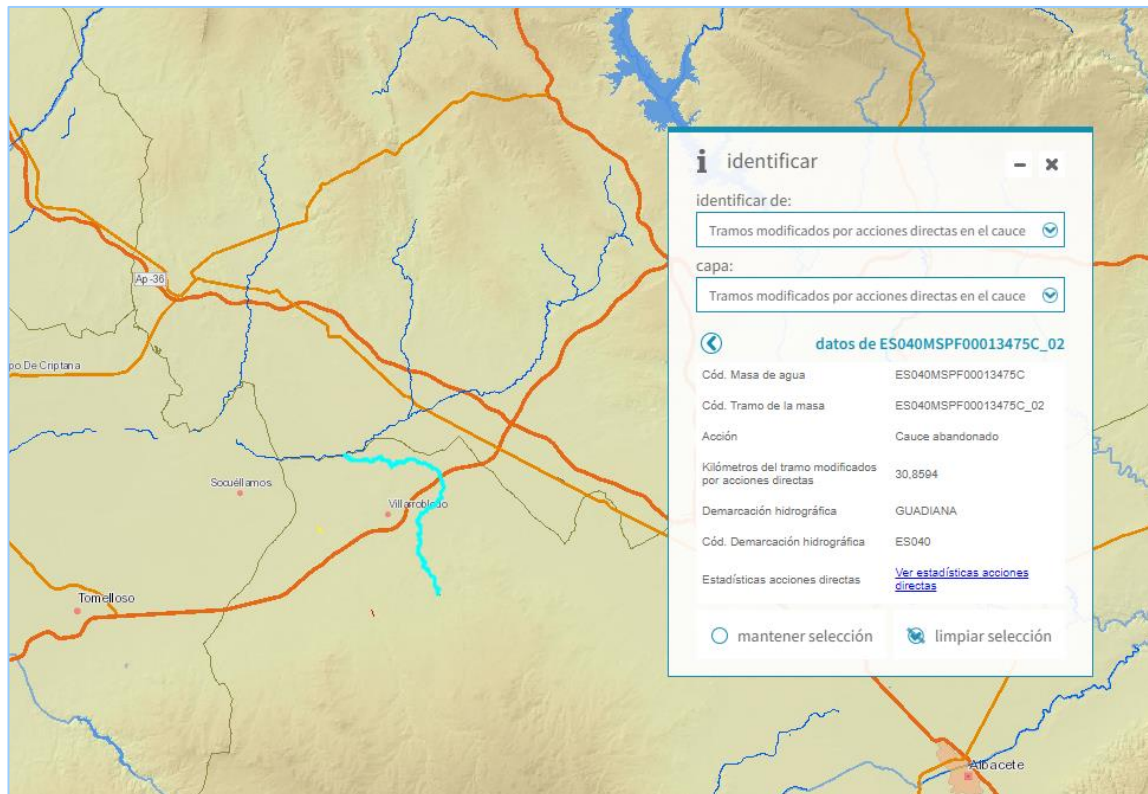 Ap-36
po De Criptana
Socuéllamos
Villarrobledo
Tomelloso
Albacete
i identificar
identificar de:
Tramos modificados por acciones directas en el cauce
capa:
Tramos modificados por acciones directas en el cauce
datos de ES040MSPF00013475C_02
Cód. Masa de agua ES040MSPF00013475C
Cód. Tramo de la masa ES040MSPF00013475C_02
Acción Cauce abandonado
Kilómetros del tramo modificados
por acciones directas 30,8594
Demarcación hidrográfica GUADIANA
Cód. Demarcación hidrográfica ES040
Estadísticas acciones directas Ver estadísticas acciones
directas
mantener selección limpiar selección